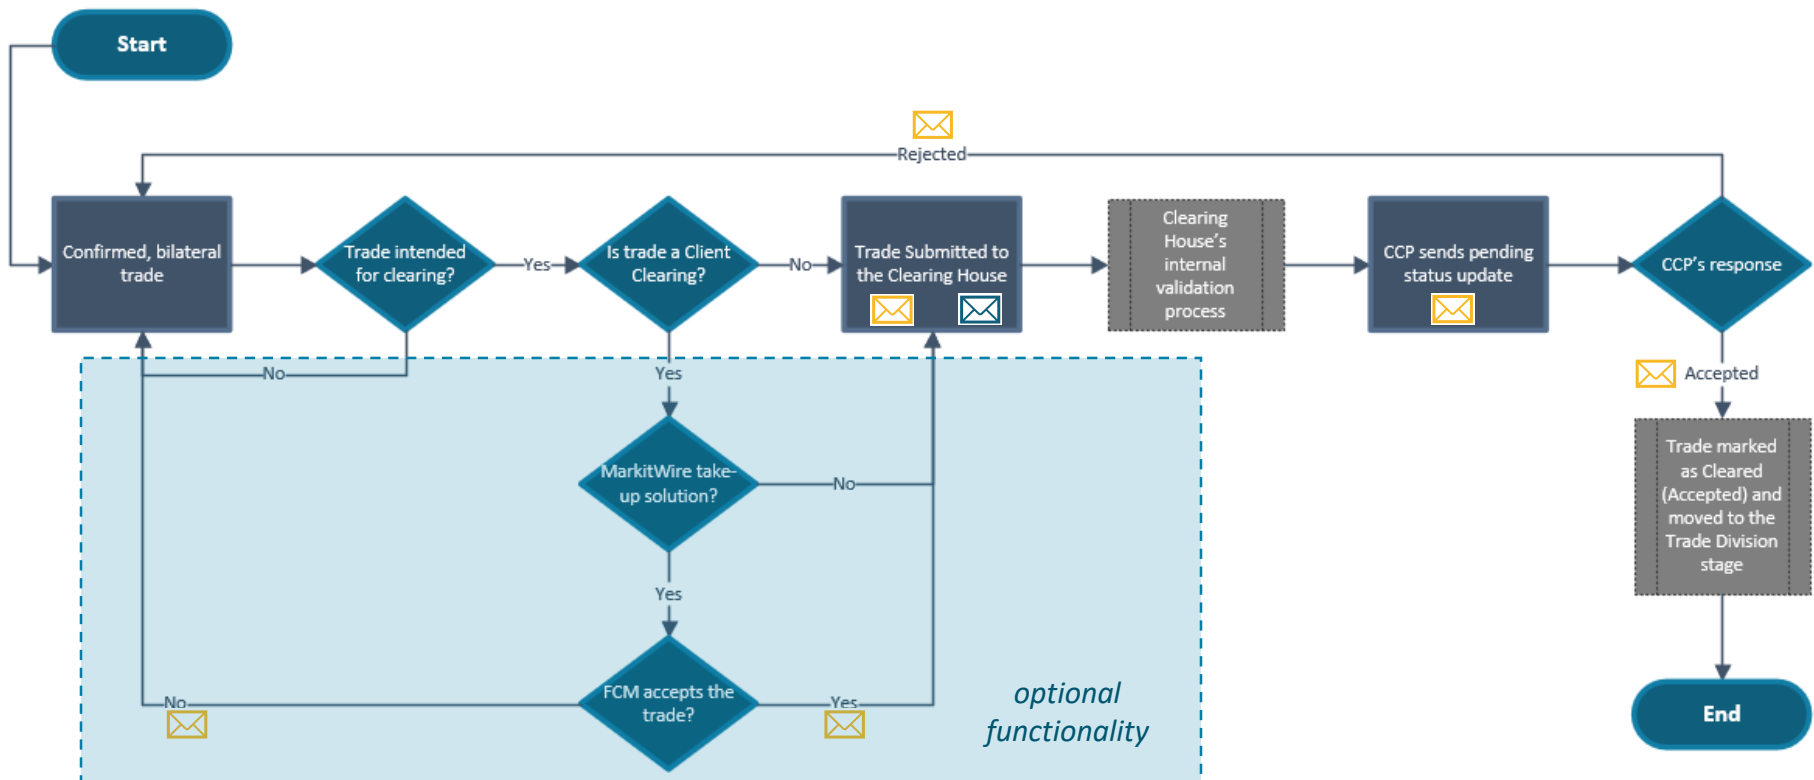 Start
Rejected
Confirmed, bilateral
trade
Trade intended
for clearing?
Yes
Is trade a Client
Clearing?
No
Trade Submitted to
the Clearing House
Clearing
House's
internal
validation
process
CCP sends pending
status update
CCP's response
No
Yes
Accepted
MarkitWire take-
up solution?
No
Trade marked
as Cleared
(Accepted) and
moved to the
Trade Division
stage
Yes
FCM accepts the
trade?
No
Yes
optional
functionality
End